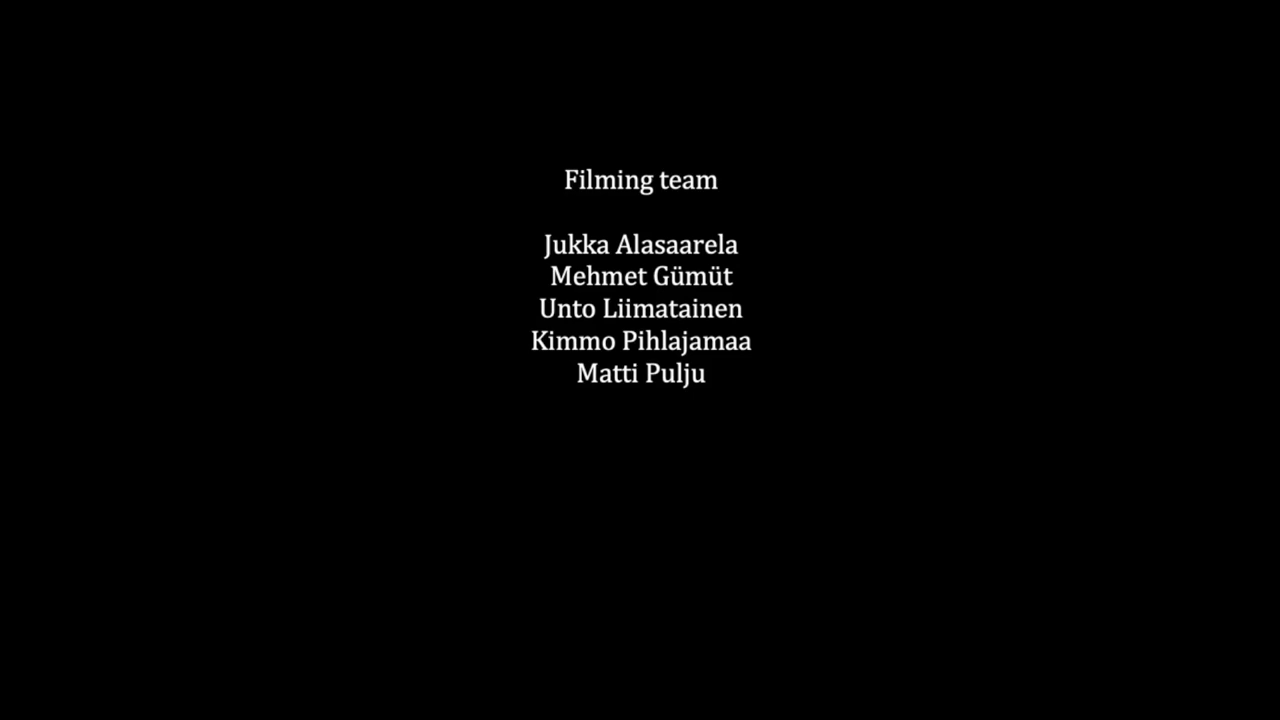 Filming team
Jukka Alasaarela
Mehmet Gümüt
Unto Liimatainen
Kimmo Pihlajamaa
Matti Pulju